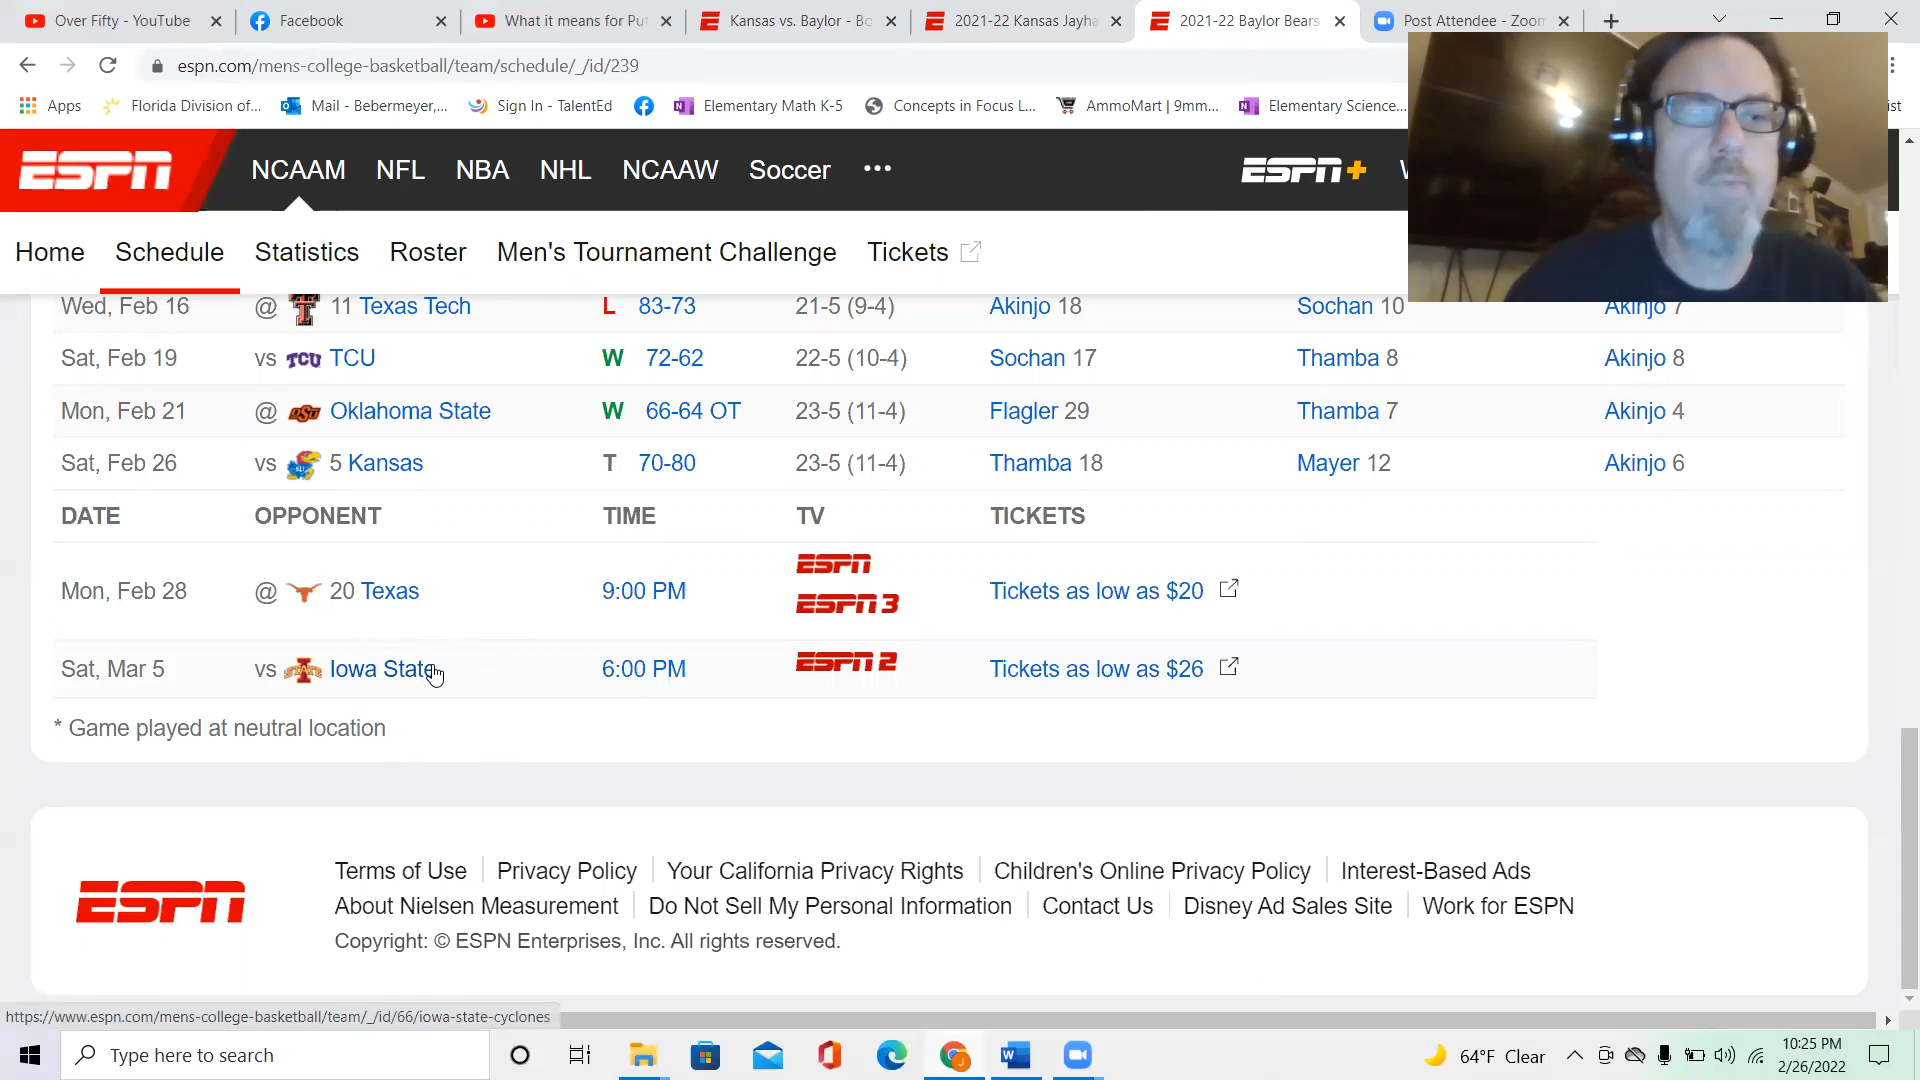 Over Fifty - YouTube
Facebook
What it means for Pu
Kansas vs. Baylor - Bo
2021-22 Kansas Jayha
2021-22 Baylor Bears
Post Attendee - Zoom
espn.com/mens-college-basketball/team/schedule/_/id/239
Apps Florida Division of... Mail - Bebermeyer,... Sign In - TalentEd Elementary Math K-5 Concepts in Focus L... AmmoMart | 9mm... Elementary Science... ist
ESPN NCAAM NFL NBA NHL NCAAW Soccer ••• ESPN+ W
Home Schedule Statistics Roster Men's Tournament Challenge Tickets
Wed, Feb 16 @ 11 Texas Tech L 83-73 21-5 (9-4) Akinjo 18 Sochan 10 Akinjo 7
Sat, Feb 19 vs TCU TCU W 72-62 22-5 (10-4) Sochan 17 Thamba 8 Akinjo 8
Mon, Feb 21 @ OSU Oklahoma State W 66-64 OT 23-5 (11-4) Flagler 29 Thamba 7 Akinjo 4
Sat, Feb 26 vs KU 5 Kansas T 70-80 23-5 (11-4) Thamba 18 Mayer 12 Akinjo 6
DATE OPPONENT TIME TV TICKETS
Mon, Feb 28 @ 20 Texas 9:00 PM ESPN ESPN 3 Tickets as low as $20
Sat, Mar 5 vs STATE Iowa State 6:00 PM ESPN 2 Tickets as low as $26
* Game played at neutral location
ESPN
Terms of Use Privacy Policy Your California Privacy Rights Children's Online Privacy Policy Interest-Based Ads
About Nielsen Measurement Do Not Sell My Personal Information Contact Us Disney Ad Sales Site Work for ESPN
Copyright: © ESPN Enterprises, Inc. All rights reserved.
https://www.espn.com/mens-college-basketball/team/_/id/66/iowa-state-cyclones
Type here to search
64°F Clear
10:25 PM
2/26/2022